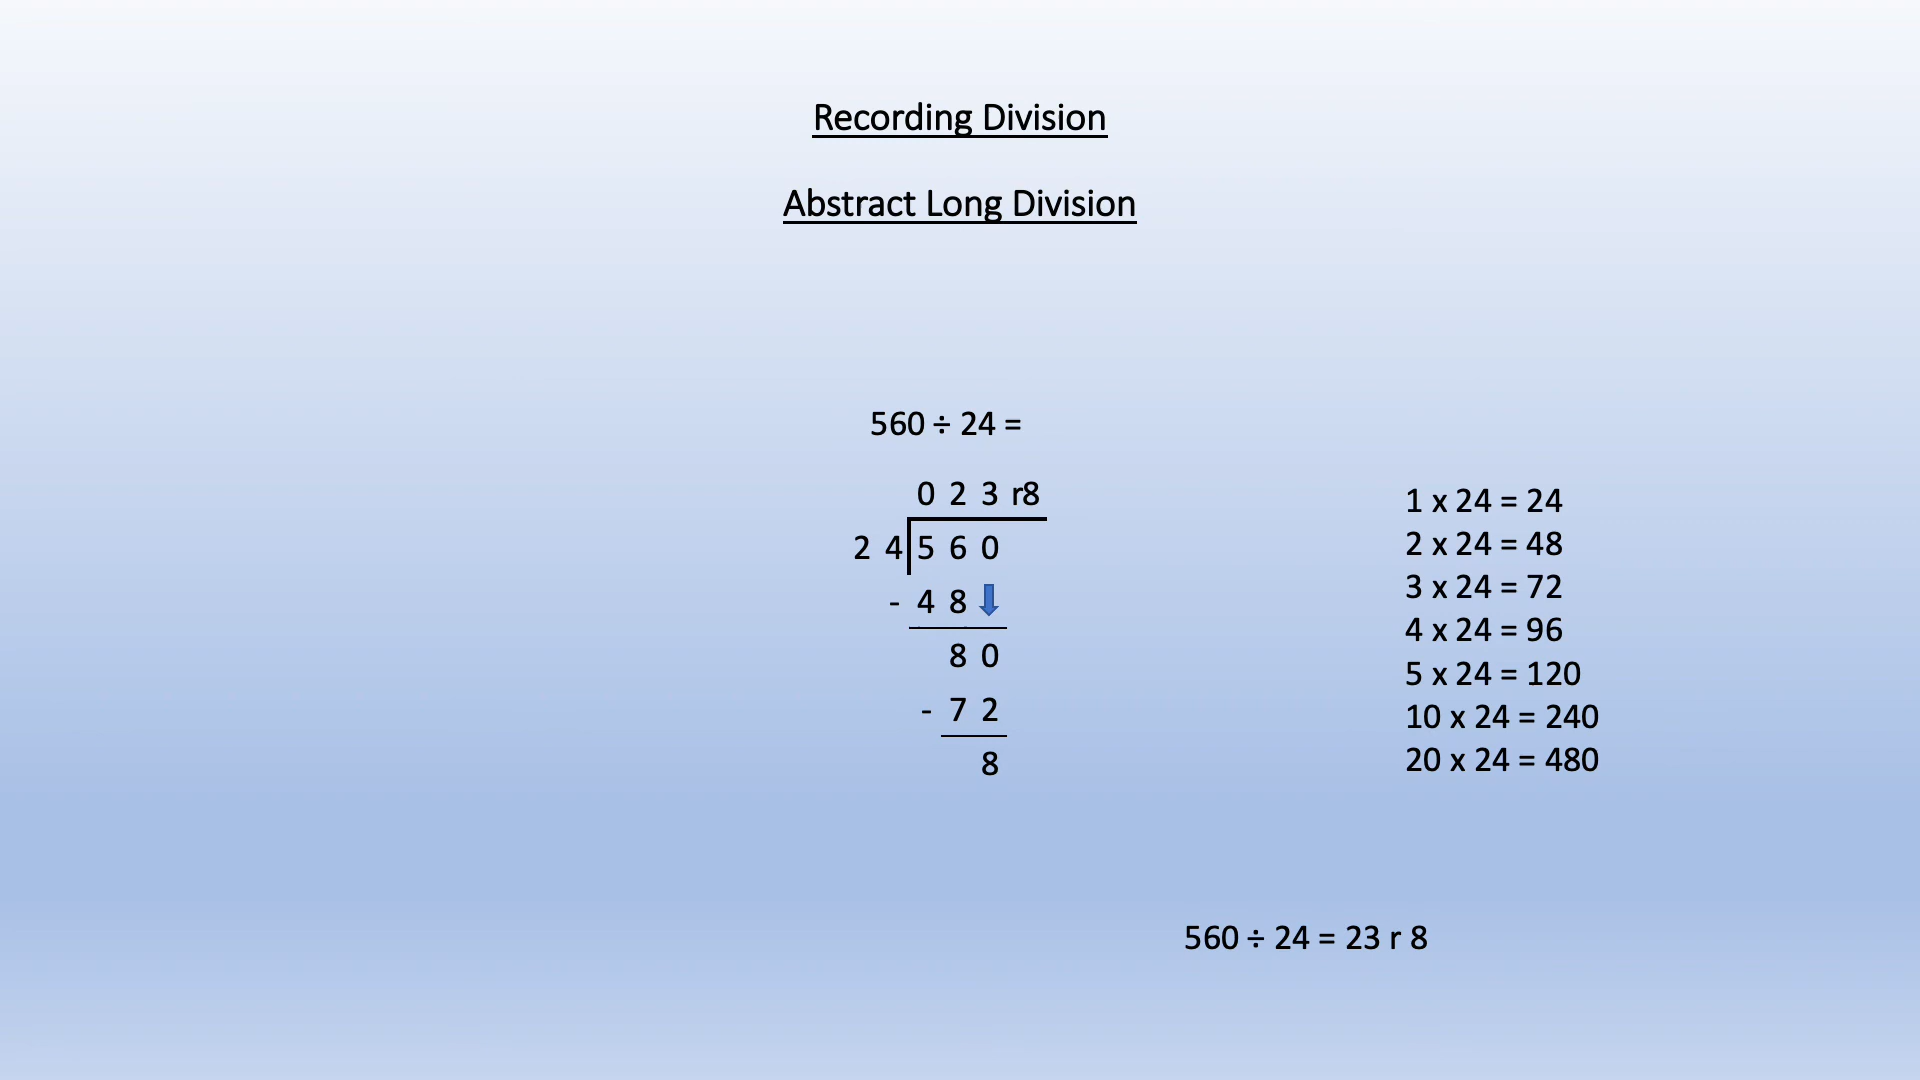 Recording Division
Abstract Long Division
560 ÷ 24 =
0 2 3 r8
2 4 5 6 0
- 4 8
8 0
- 7 2
8
1 x 24 = 24
2 x 24 = 48
3 x 24 = 72
4 x 24 = 96
5 x 24 = 120
10 x 24 = 240
20 x 24 = 480
560 ÷ 24 = 23 r 8